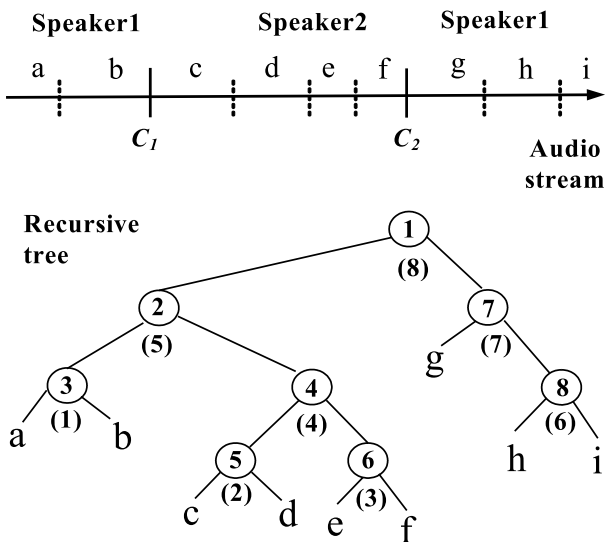 Speaker1 Speaker2 Speaker1
a b c d e f g h i
C1 C2
Audio
stream
Recursive
tree
1
(8)
2 7
(5) (7)
g
3 4 8
(1) (4) (6)
a b
5 6
(2) (3)
h i
c d e f